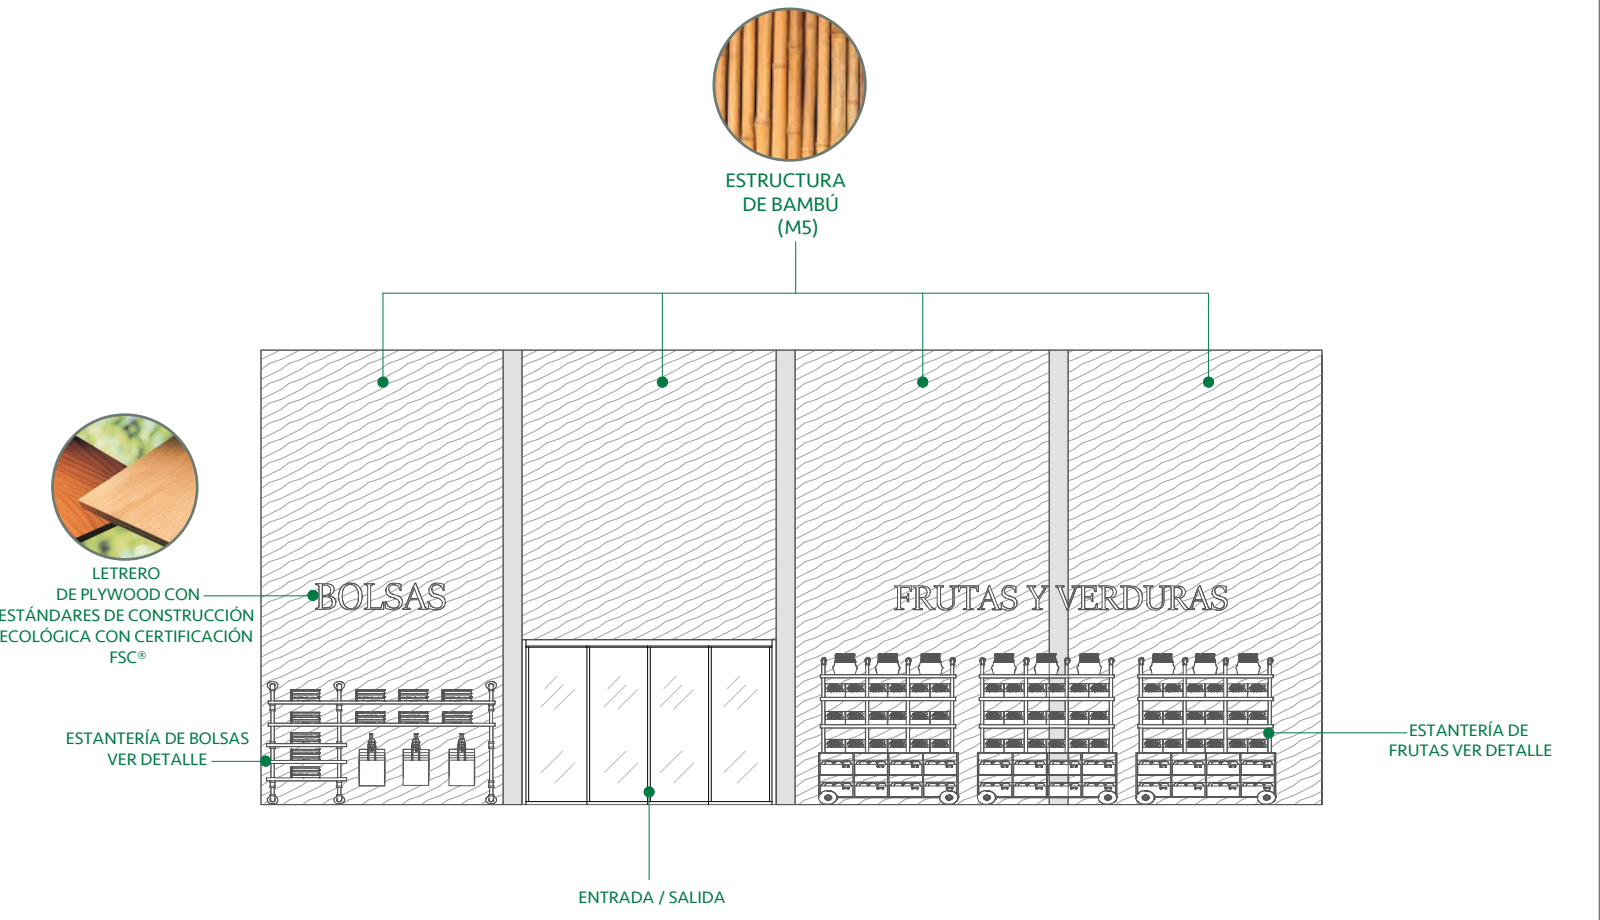 ESTRUCTURA
DE BAMBÚ
(M5)
LETRERO
DE PLYWOOD CON
ESTÁNDARES DE CONSTRUCCIÓN
ECOLÓGICA CON CERTIFICACIÓN
FSC®
BOLSAS
FRUTAS Y VERDURAS
ESTANTERÍA DE BOLSAS
VER DETALLE
ESTANTERÍA DE
FRUTAS VER DETALLE
ENTRADA / SALIDA